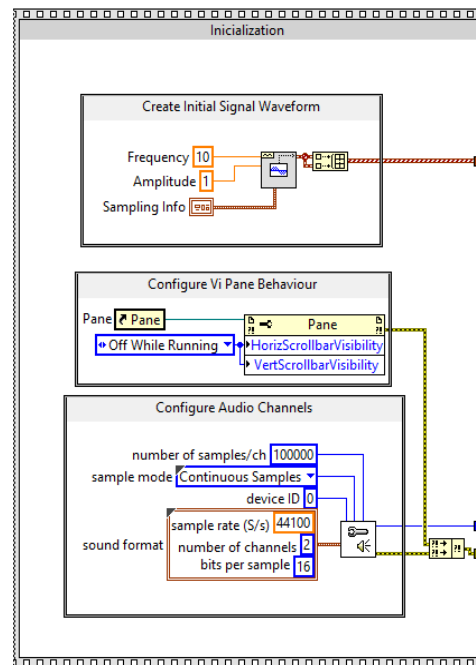 Inicialization
Create Initial Signal Waveform
Frequency 10
Amplitude 1
Sampling Info
Configure Vi Pane Behaviour
Pane Pane
Pane
Off While Running
HorizScrollbarVisibility
VertScrollbarVisibility
Configure Audio Channels
number of samples/ch 100000
sample mode Continuous Samples
device ID 0
sample rate (S/s) 44100
sound format
number of channels 2
bits per sample 16